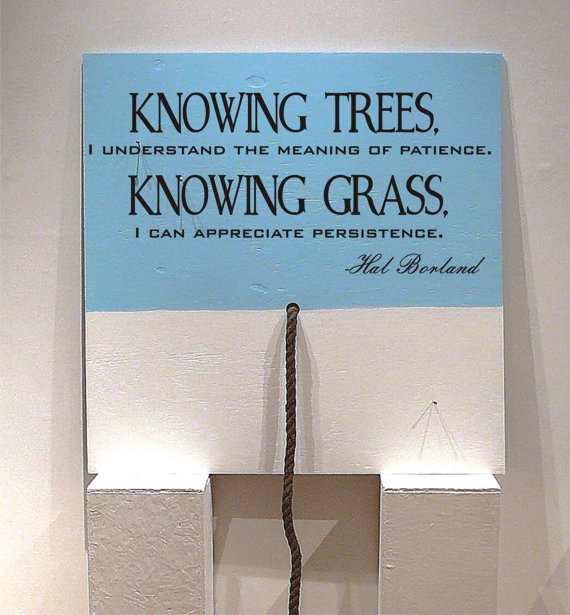 KNOWING TREES,
I UNDERSTAND THE MEANING OF PATIENCE.
KNOWING GRASS,
I CAN APPRECIATE PERSISTENCE.
-Hal Borland